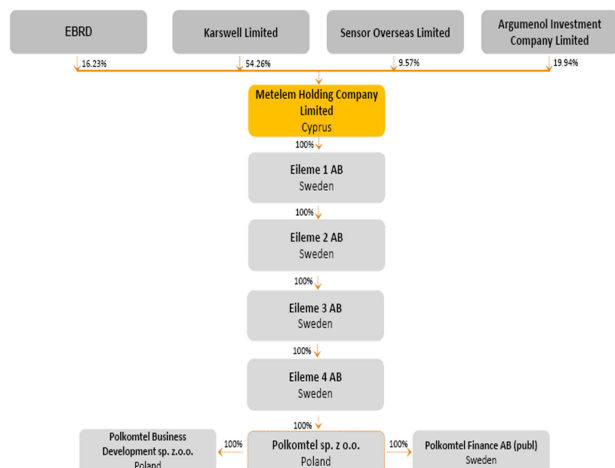 EBRD
Karswell Limited
Sensor Overseas Limited
Argumenol Investment
Company Limited
16.23%
54.26%
9.57%
19.94%
Metelem Holding Company
Limited
Cyprus
100%
Eileme 1 AB
Sweden
100%
Eileme 2 AB
Sweden
100%
Eileme 3 AB
Sweden
100%
Eileme 4 AB
Sweden
100%
Polkomtel Business
Development sp. z.o.o.
Poland
100%
Polkomtel sp. z o.o.
Poland
100%
Polkomtel Finance AB (publ)
Sweden